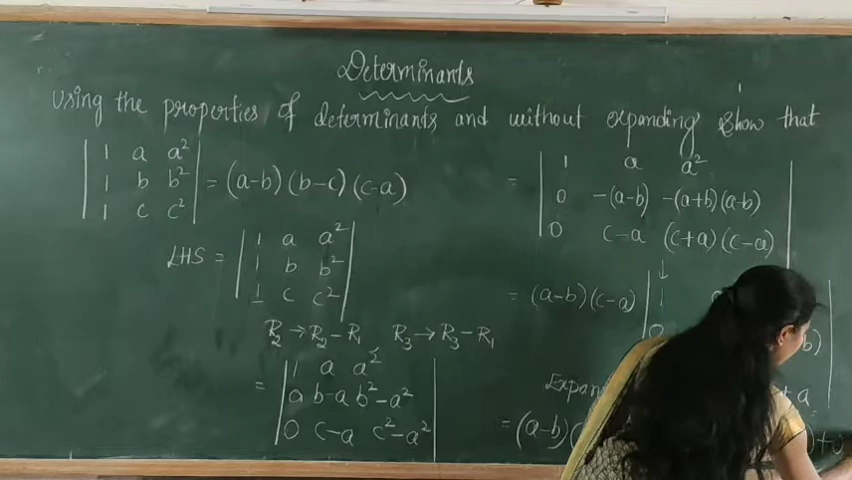 Determinants
Using the properties of determinants and without expanding show that
| 1 a a² |
| 1 b b² | = (a-b)(b-c)(c-a)
| 1 c c² |
LHS = | 1 a a² |
| 1 b b² |
| 1 c c² |
R₂ → R₂-R₁ R₃ → R₃-R₁
= | 1 a a² |
| a b-a b²-a² |
| 0 c-a c²-a² |
= | 1 a a² |
| 0 -(a-b) -(a+b)(a-b) |
| 0 c-a (c+a)(c-a) |
= (a-b)(c-a) | 1
0 b)
+a
= (a-b)(